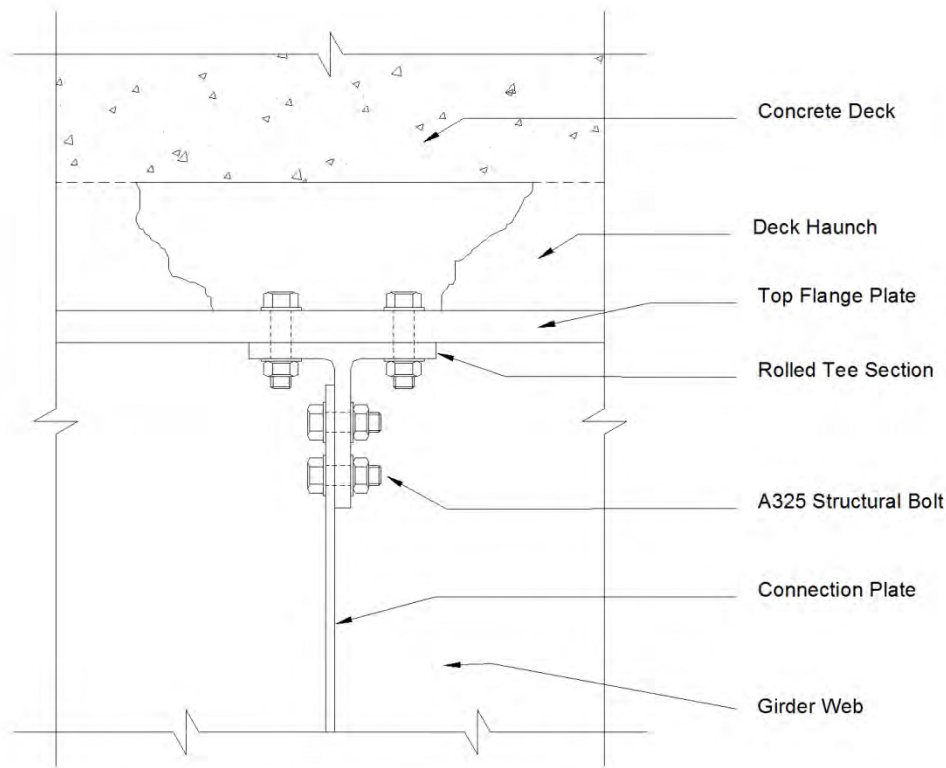 Concrete Deck
Deck Haunch
Top Flange Plate
Rolled Tee Section
A325 Structural Bolt
Connection Plate
Girder Web